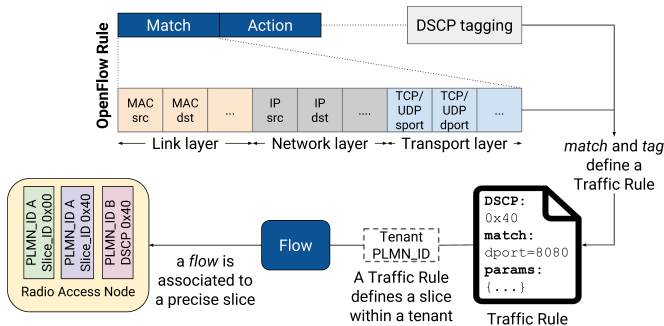 OpenFlow Rule
Match
Action
DSCP tagging
MAC
src
MAC
dst
...
IP
src
IP
dst
....
TCP/
UDP
sport
TCP/
UDP
dport
...
Link layer
Network layer
Transport layer
match and tag
define a
Traffic Rule
PLMN_ID A
Slice_ID 0x00
PLMN_ID A
Slice_ID 0x40
PLMN_ID B
DSCP 0x40
Radio Access Node
a flow is
associated to
a precise slice
Flow
Tenant
PLMN_ID
A Traffic Rule
defines a slice
within a tenant
DSCP:
0x40
match:
dport=8080
params:
{...}
Traffic Rule